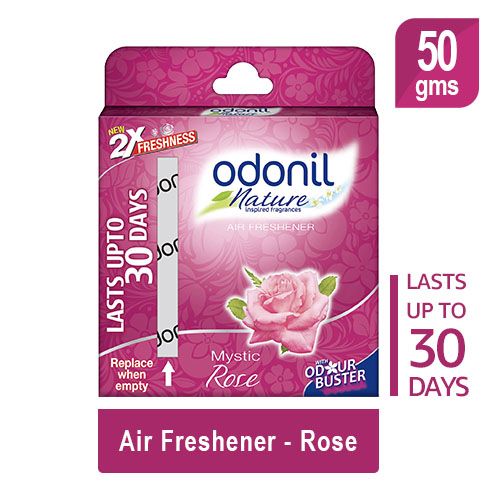 50
gms
NEW
2X
FRESHNESS
odonil
Nature
inspired fragrances
AIR FRESHENER
LASTS UPTO
30 DAYS
Mystic
Rose
Replace
when
empty
WITH
ODOUR
BUSTER
LASTS
UP TO
30
DAYS
Air Freshener - Rose